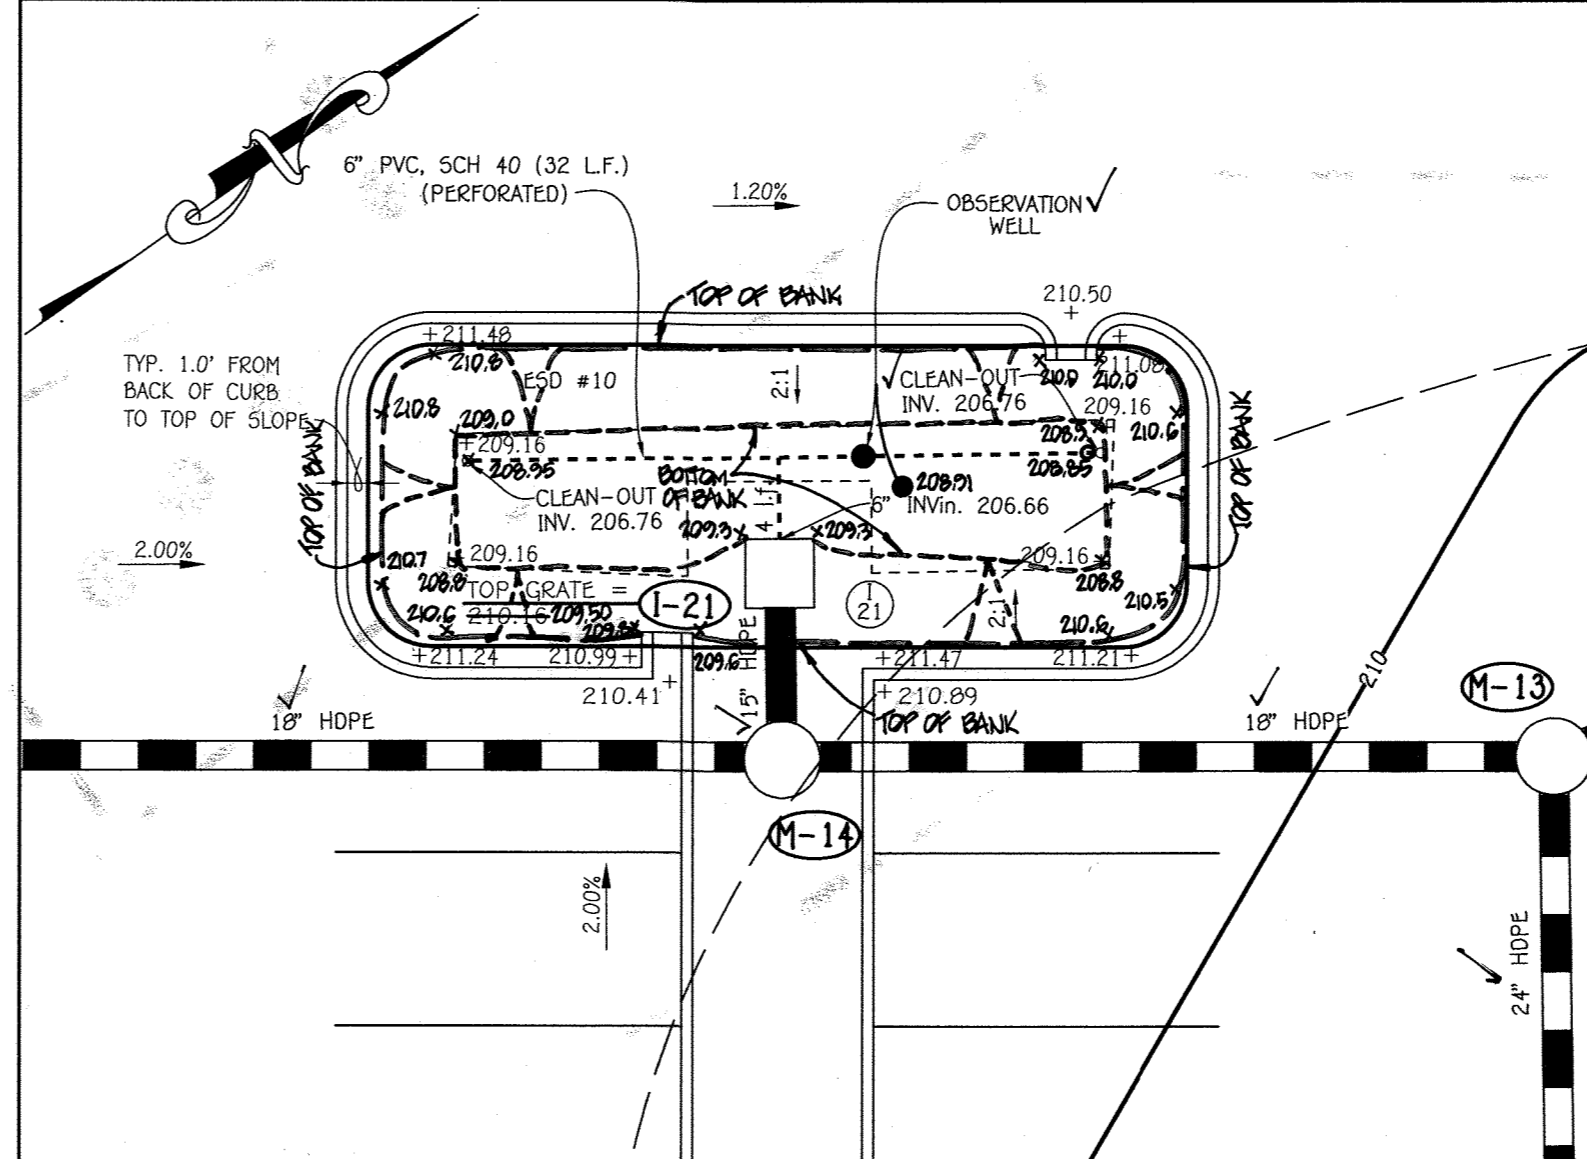 N
6" PVC, SCH 40 (32 L.F.)
(PERFORATED)
1.20%
OBSERVATION
WELL
TOP OF BANK
210.50
211.48
210.8
TYP. 1.0' FROM
BACK OF CURB
TO TOP OF SLOPE
ESD #10
2:1
CLEAN-OUT
INV. 206.76
210.0
210.0
211.08
210.8
209.0
209.16
209.16
208.9
210.6
TOP OF BANK
TOP OF BANK
208.95
BOTTOM
OF BANK
208.91
208.85
CLEAN-OUT
INV. 206.76
4 L.F.
6" INVin. 206.66
209.3
209.3
2.00%
209.16
209.16
210.7
208.8
208.8
TOP GRATE =
210.16 209.50
I-21
I
21
210.5
210.6
209.8
2:1
210.6
211.24
210.99
209.6
15" HDPE
211.47
211.21
210.41
210.89
TOP OF BANK
210
M-13
18" HDPE
18" HDPE
M-14
2.00%
24" HDPE